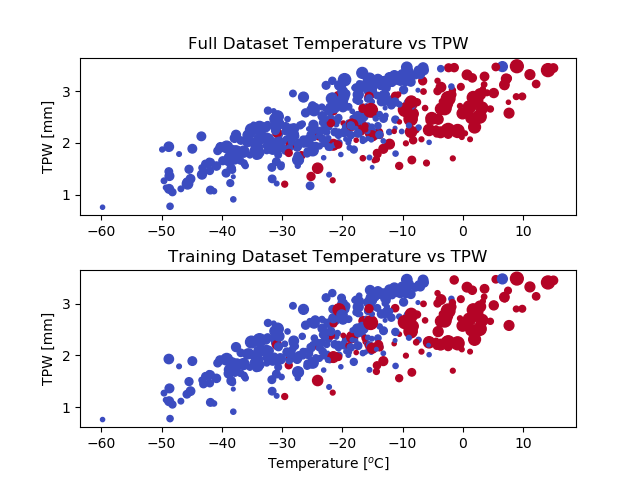 Full Dataset Temperature vs TPW
TPW [mm]
3
2
1
−60 −50 −40 −30 −20 −10 0 10
Training Dataset Temperature vs TPW
TPW [mm]
3
2
1
−60 −50 −40 −30 −20 −10 0 10
Temperature [°C]